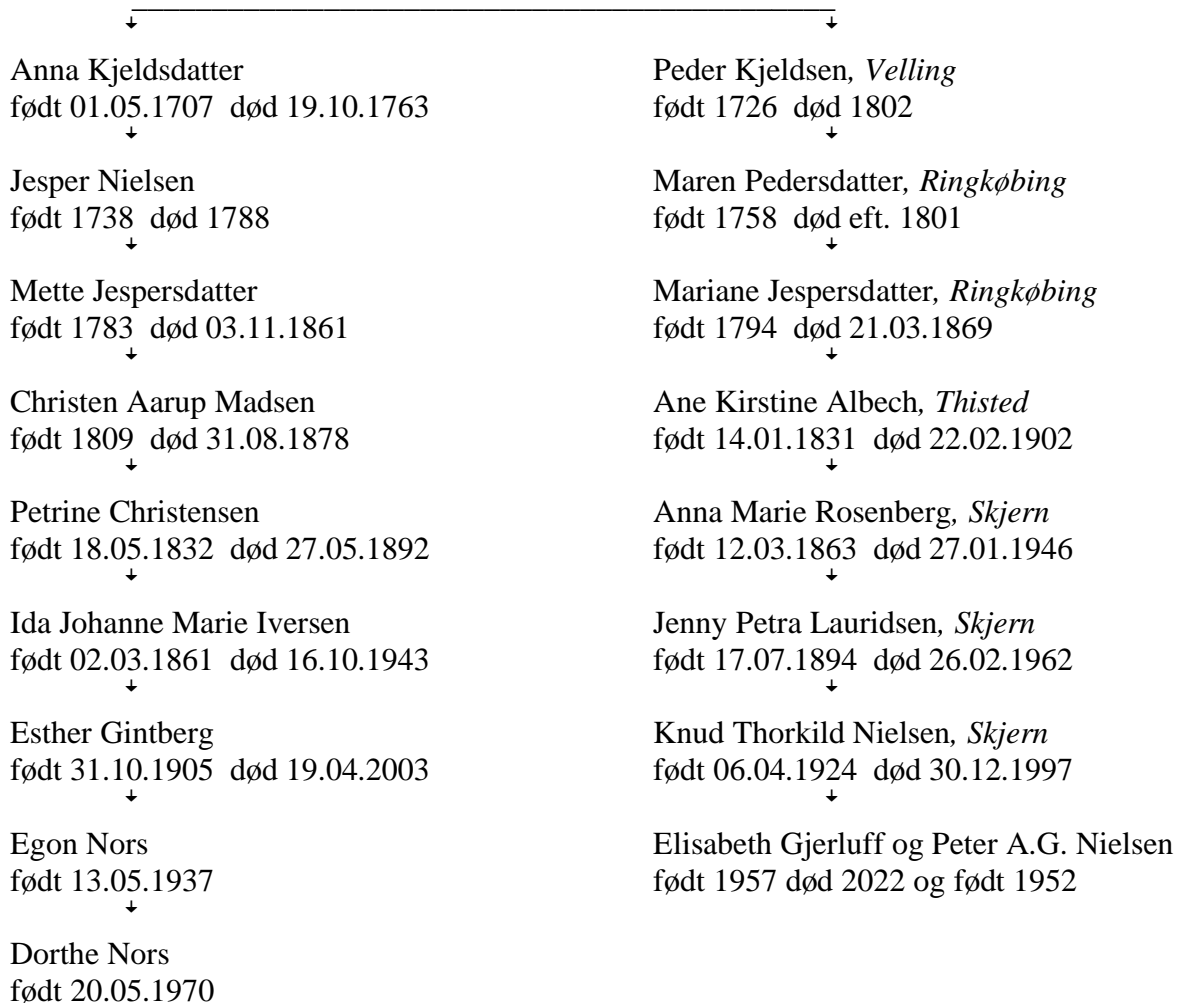 Anna Kjeldsdatter
født 01.05.1707 død 19.10.1763
Jesper Nielsen
født 1738 død 1788
Mette Jespersdatter
født 1783 død 03.11.1861
Christen Aarup Madsen
født 1809 død 31.08.1878
Petrine Christensen
født 18.05.1832 død 27.05.1892
Ida Johanne Marie Iversen
født 02.03.1861 død 16.10.1943
Esther Gintberg
født 31.10.1905 død 19.04.2003
Egon Nors
født 13.05.1937
Dorthe Nors
født 20.05.1970
Peder Kjeldsen, Velling
født 1726 død 1802
Maren Pedersdatter, Ringkøbing
født 1758 død eft. 1801
Mariane Jespersdatter, Ringkøbing
født 1794 død 21.03.1869
Ane Kirstine Albech, Thisted
født 14.01.1831 død 22.02.1902
Anna Marie Rosenberg, Skjern
født 12.03.1863 død 27.01.1946
Jenny Petra Lauridsen, Skjern
født 17.07.1894 død 26.02.1962
Knud Thorkild Nielsen, Skjern
født 06.04.1924 død 30.12.1997
Elisabeth Gjerluff og Peter A.G. Nielsen
født 1957 død 2022 og født 1952